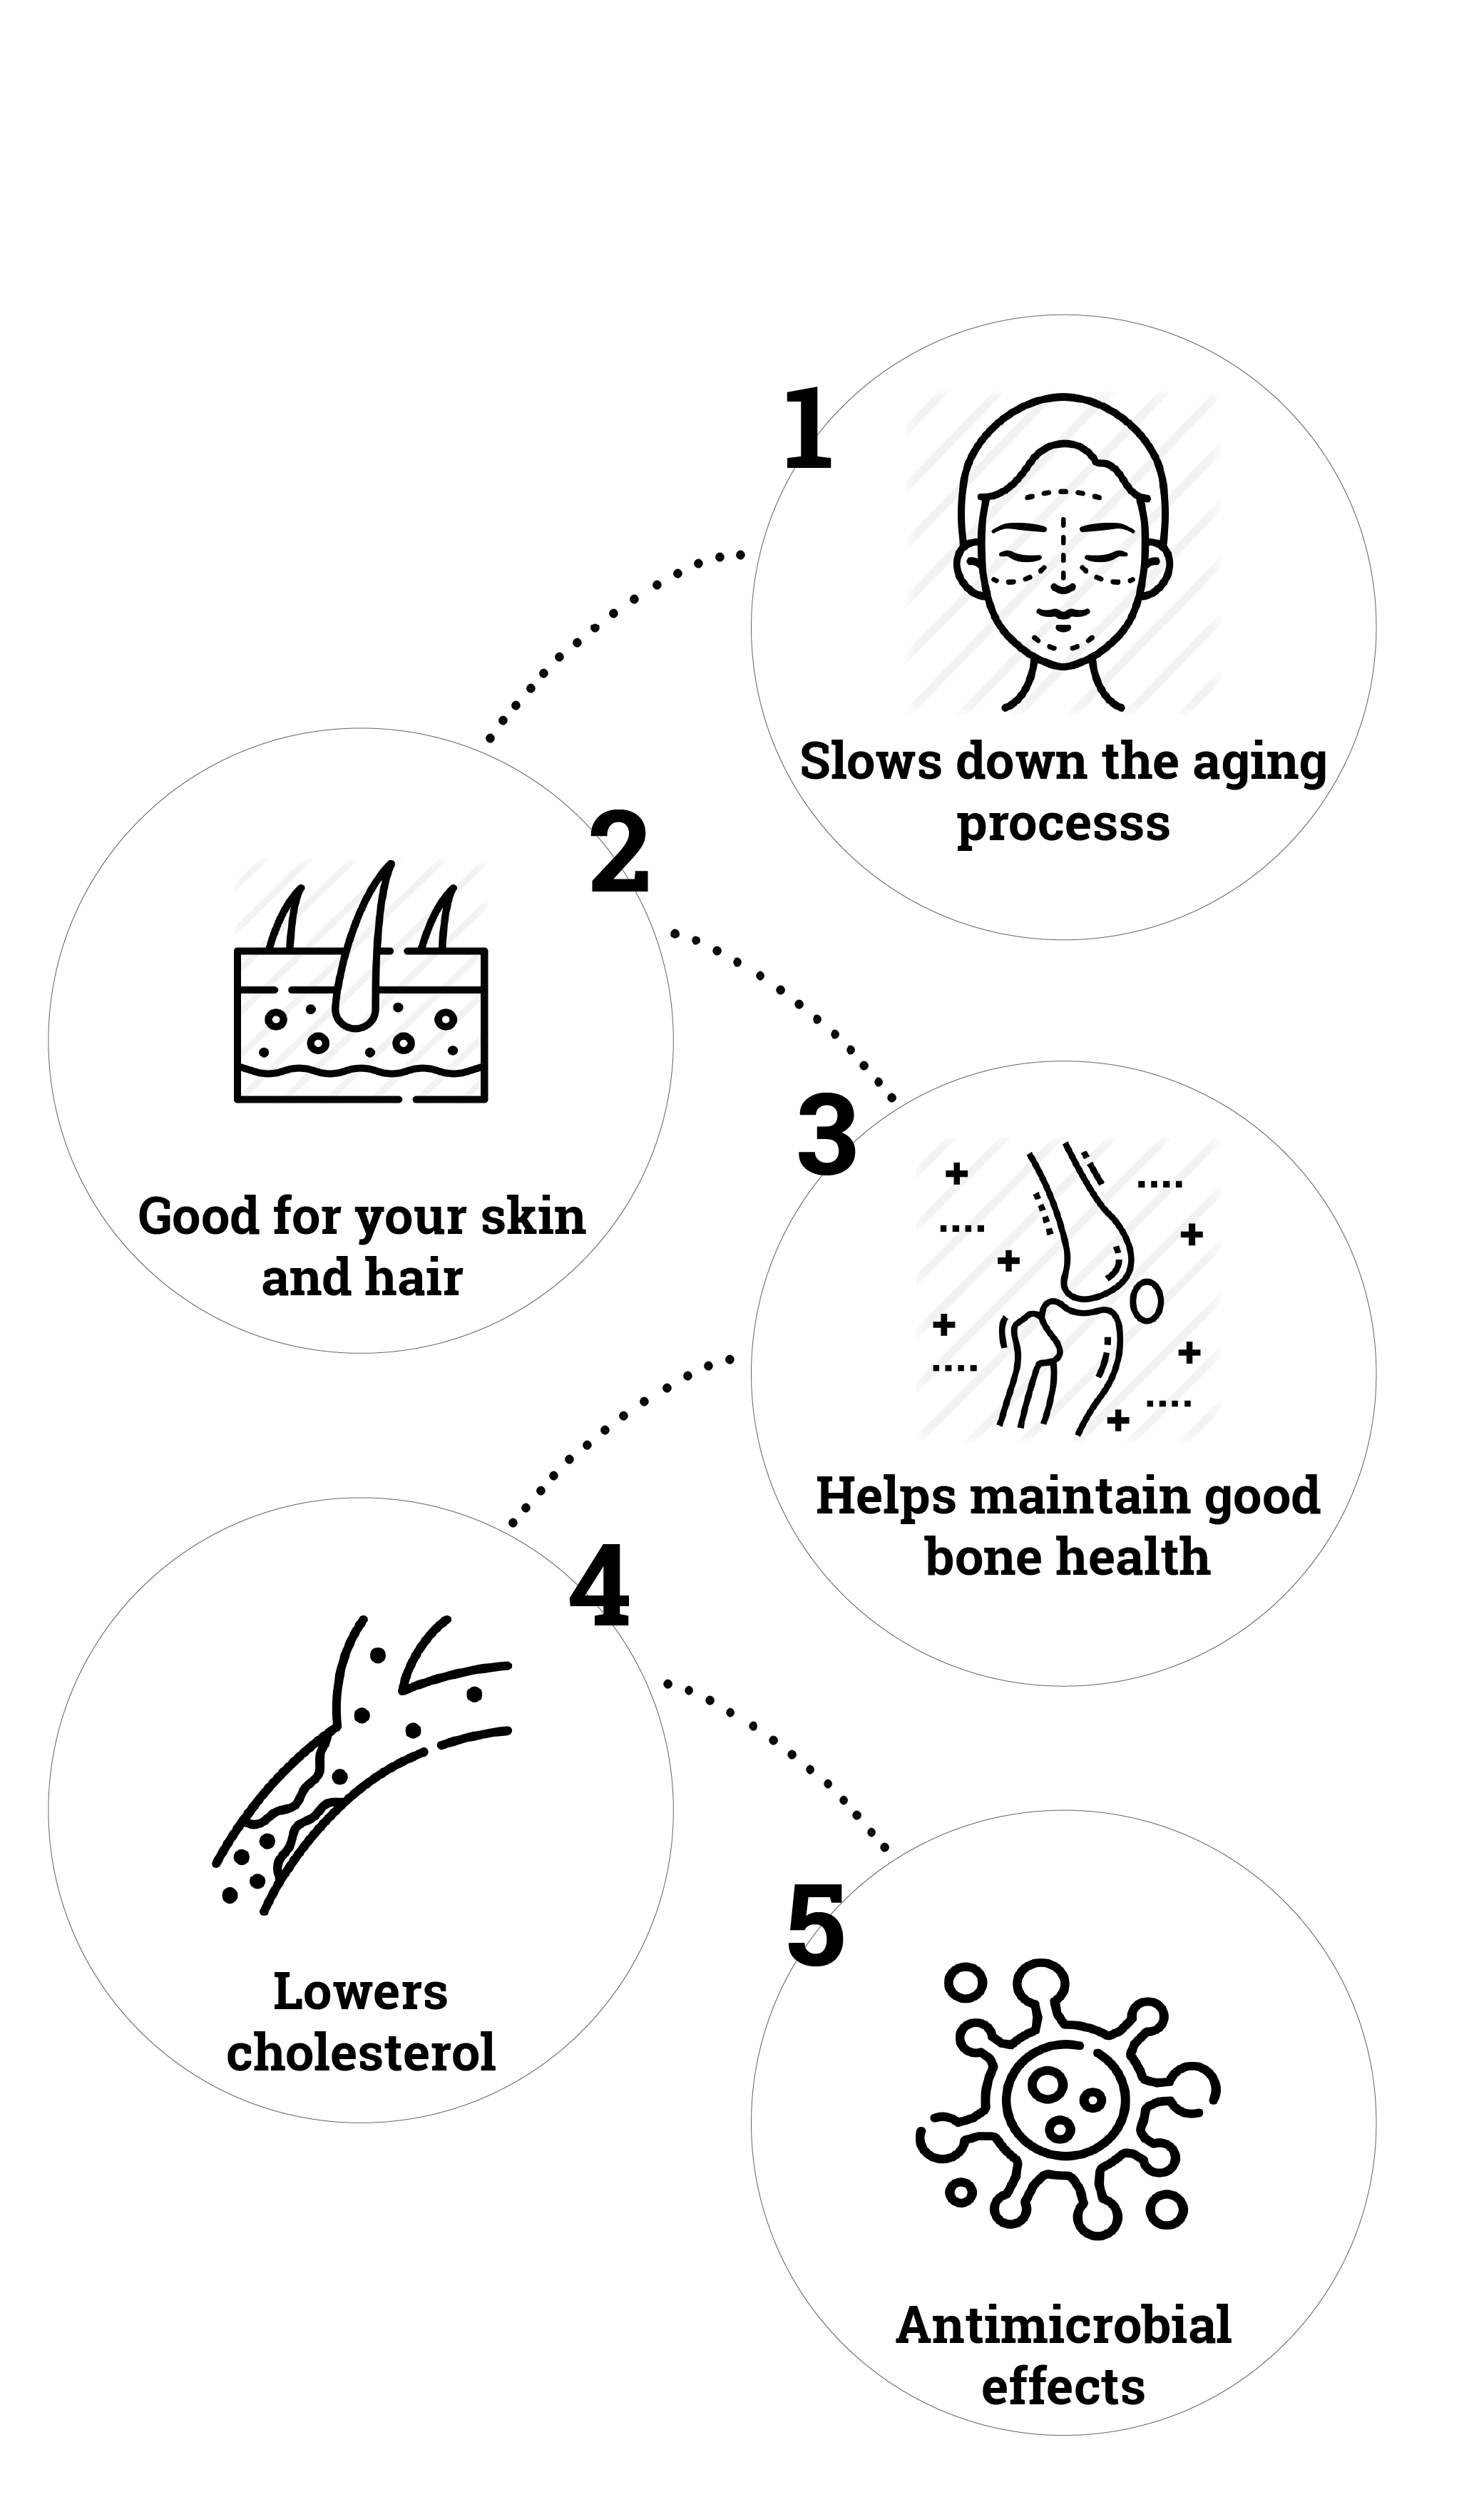 1
Slows down the aging
processs
2
Good for your skin
and hair
3
Helps maintain good
bone health
4
Lowers
cholesterol
5
Antimicrobial
effects